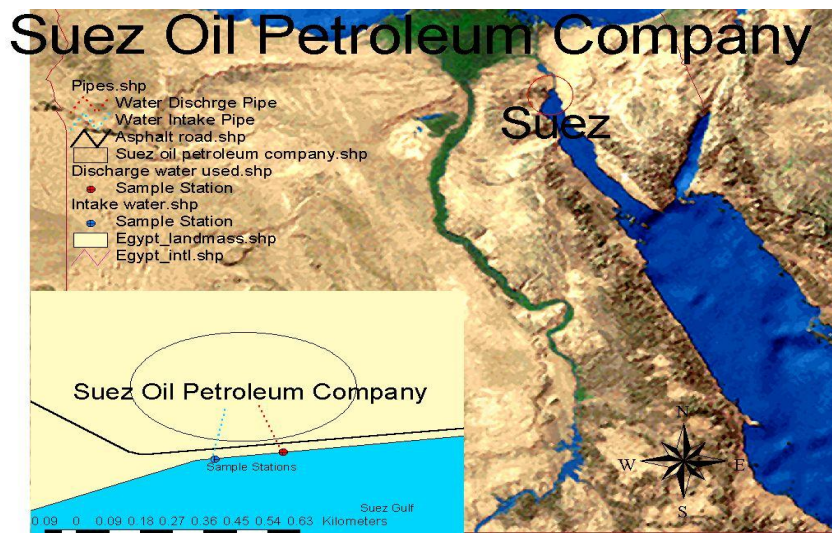 Suez Oil Petroleum Company
Suez
Pipes.shp
Water Dischrge Pipe
Water Intake Pipe
Asphalt road.shp
Suez oil petroleum company.shp
Discharge water used.shp
Sample Station
Intake water.shp
Sample Station
Egypt_landmass.shp
Egypt_intl.shp
Suez Oil Petroleum Company
Sample Stations
Suez Gulf
0.09 0 0.09 0.18 0.27 0.36 0.45 0.54 0.63 Kilometers
N
W E
S